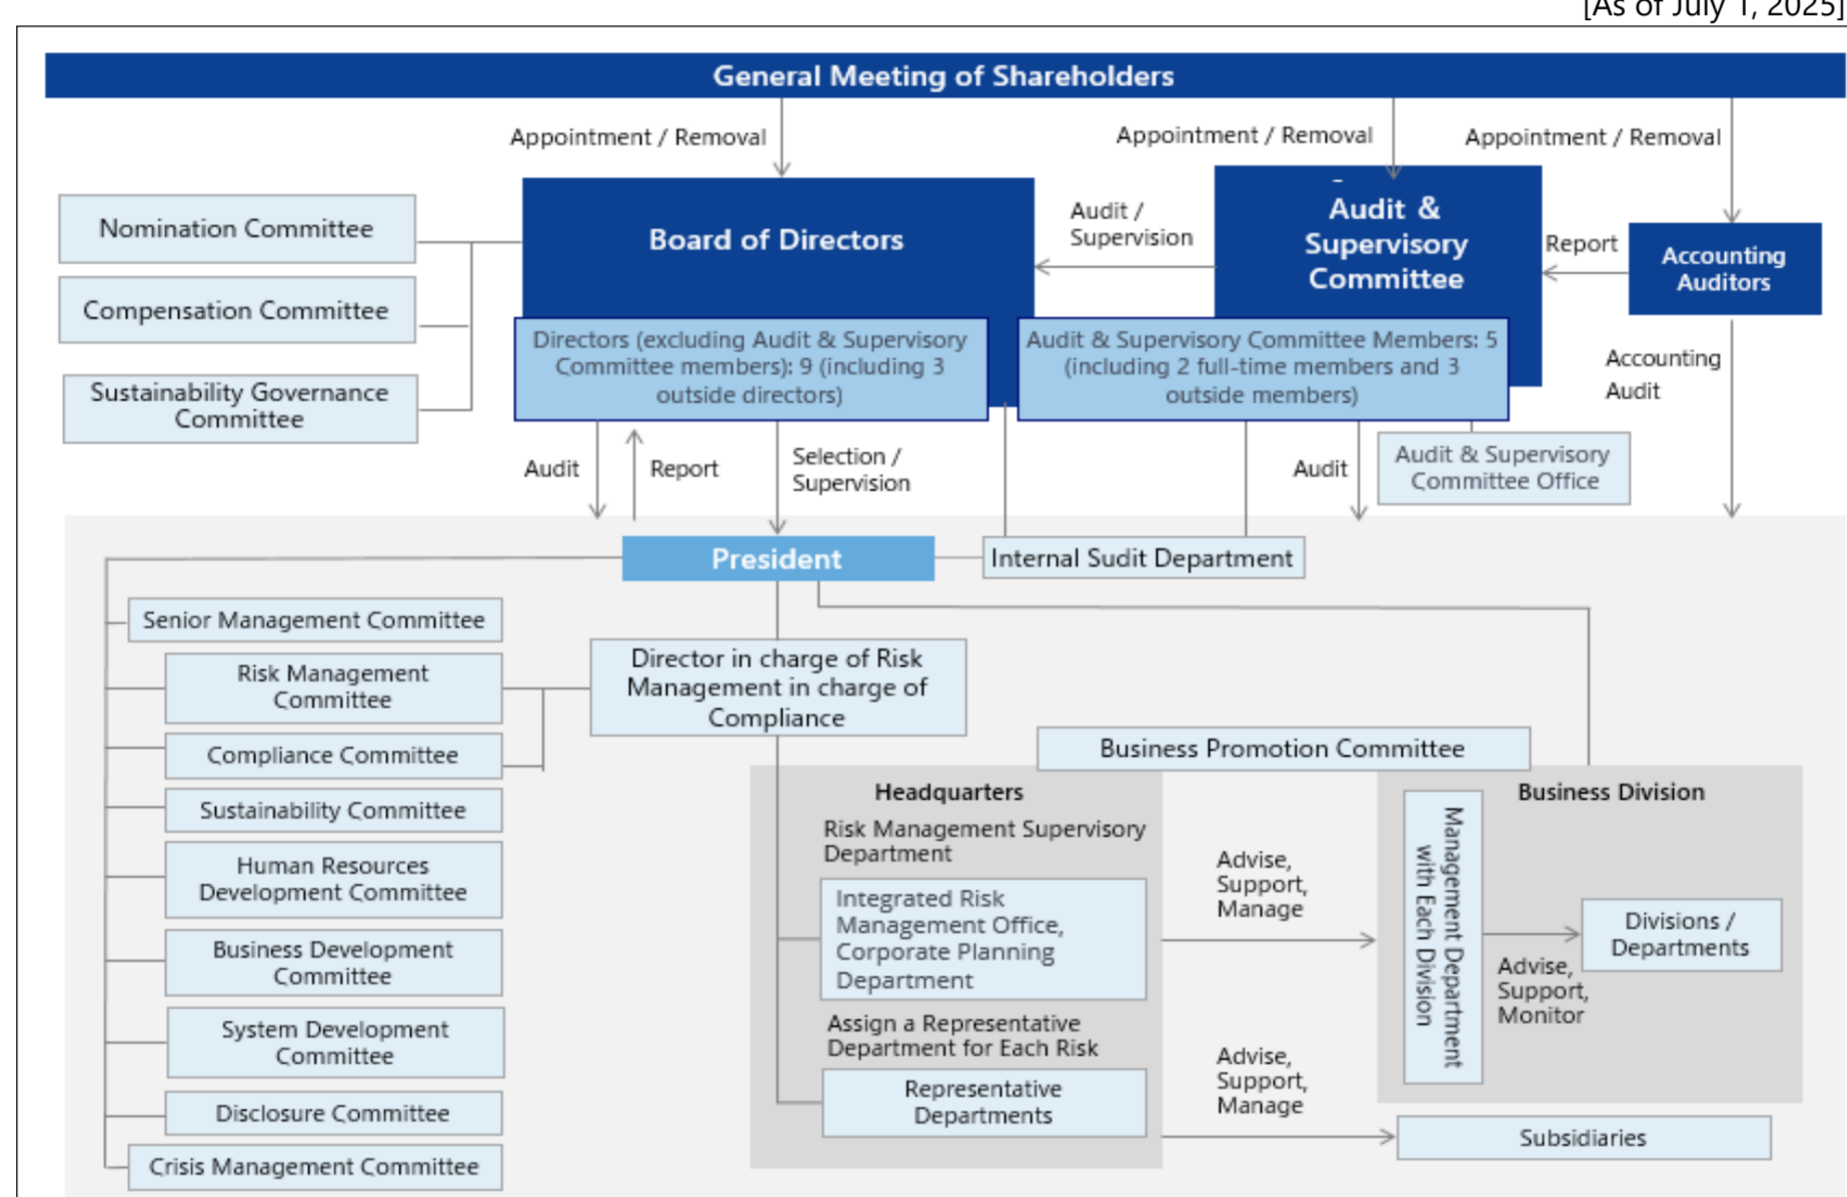 [As of July 1, 2025]
General Meeting of Shareholders
Appointment / Removal
Appointment / Removal
Appointment / Removal
Nomination Committee
Compensation Committee
Sustainability Governance
Committee
Board of Directors
Audit /
Supervision
Audit &
Supervisory
Committee
Report
Accounting
Auditors
Directors (excluding Audit & Supervisory
Committee members): 9 (including 3
outside directors)
Audit & Supervisory Committee Members: 5
(including 2 full-time members and 3
outside members)
Accounting
Audit
Audit
Report
Selection /
Supervision
Audit
Audit & Supervisory
Committee Office
President
Internal Sudit Department
Senior Management Committee
Risk Management
Committee
Compliance Committee
Sustainability Committee
Human Resources
Development Committee
Business Development
Committee
System Development
Committee
Disclosure Committee
Crisis Management Committee
Director in charge of Risk
Management in charge of
Compliance
Business Promotion Committee
Headquarters
Risk Management Supervisory
Department
Integrated Risk
Management Office,
Corporate Planning
Department
Assign a Representative
Department for Each Risk
Representative
Departments
Advise,
Support,
Manage
Advise,
Support,
Manage
Business Division
Management Department
with Each Division
Divisions /
Departments
Advise,
Support,
Monitor
Subsidiaries